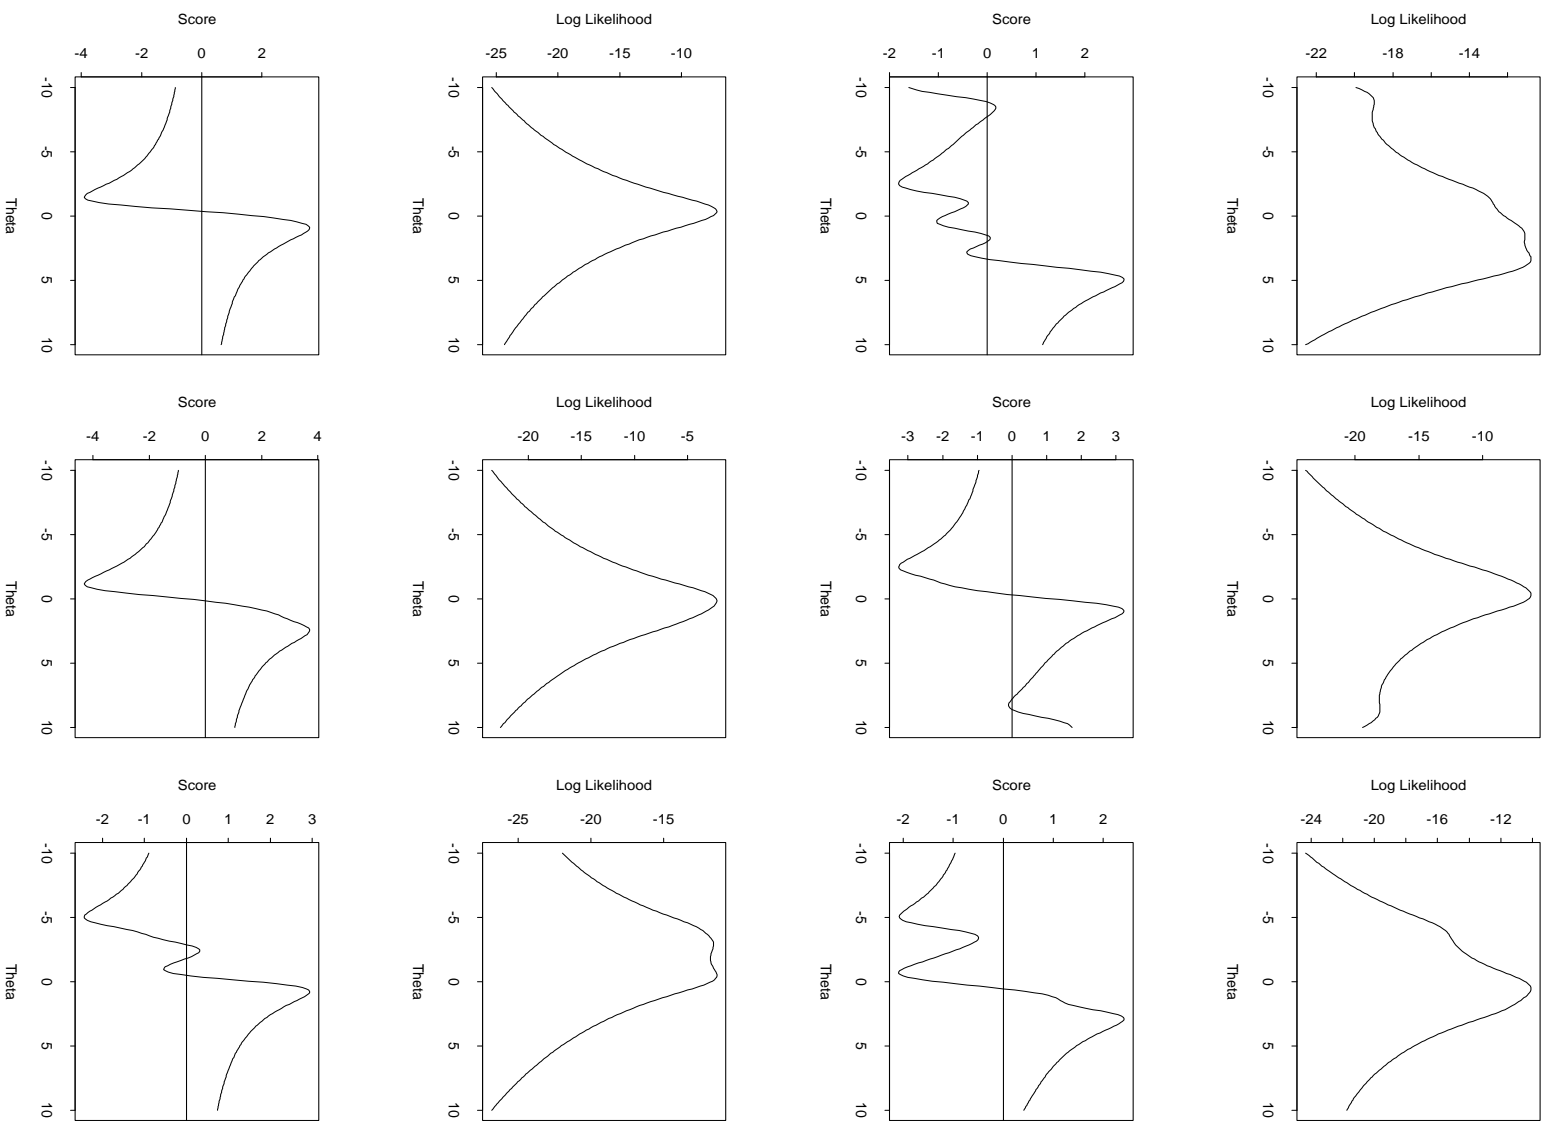 Score
-4 -2 0 2
-10 -5 0 5 10
Theta
Log Likelihood
-25 -20 -15 -10
-10 -5 0 5 10
Theta
Score
-2 -1 0 1 2
-10 -5 0 5 10
Theta
Log Likelihood
-22 -18 -14
-10 -5 0 5 10
Theta
Score
-4 -2 0 2 4
-10 -5 0 5 10
Theta
Log Likelihood
-20 -15 -10 -5
-10 -5 0 5 10
Theta
Score
-3 -2 -1 0 1 2 3
-10 -5 0 5 10
Theta
Log Likelihood
-20 -15 -10
-10 -5 0 5 10
Theta
Score
-2 -1 0 1 2 3
-10 -5 0 5 10
Theta
Log Likelihood
-25 -20 -15
-10 -5 0 5 10
Theta
Score
-2 -1 0 1 2
-10 -5 0 5 10
Theta
Log Likelihood
-24 -20 -16 -12
-10 -5 0 5 10
Theta